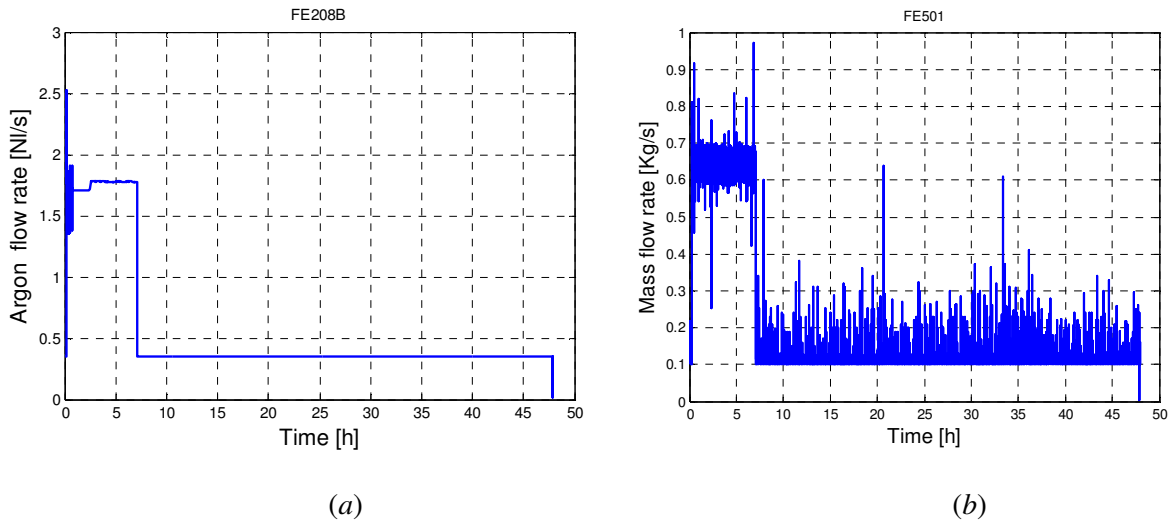 FE208B
3
2.5
2
1.5
1
0.5
0
Argon flow rate [Nl/s]
0 5 10 15 20 25 30 35 40 45 50
Time [h]
(a)
FE501
1
0.9
0.8
0.7
0.6
0.5
0.4
0.3
0.2
0.1
0
Mass flow rate [Kg/s]
0 5 10 15 20 25 30 35 40 45 50
Time [h]
(b)